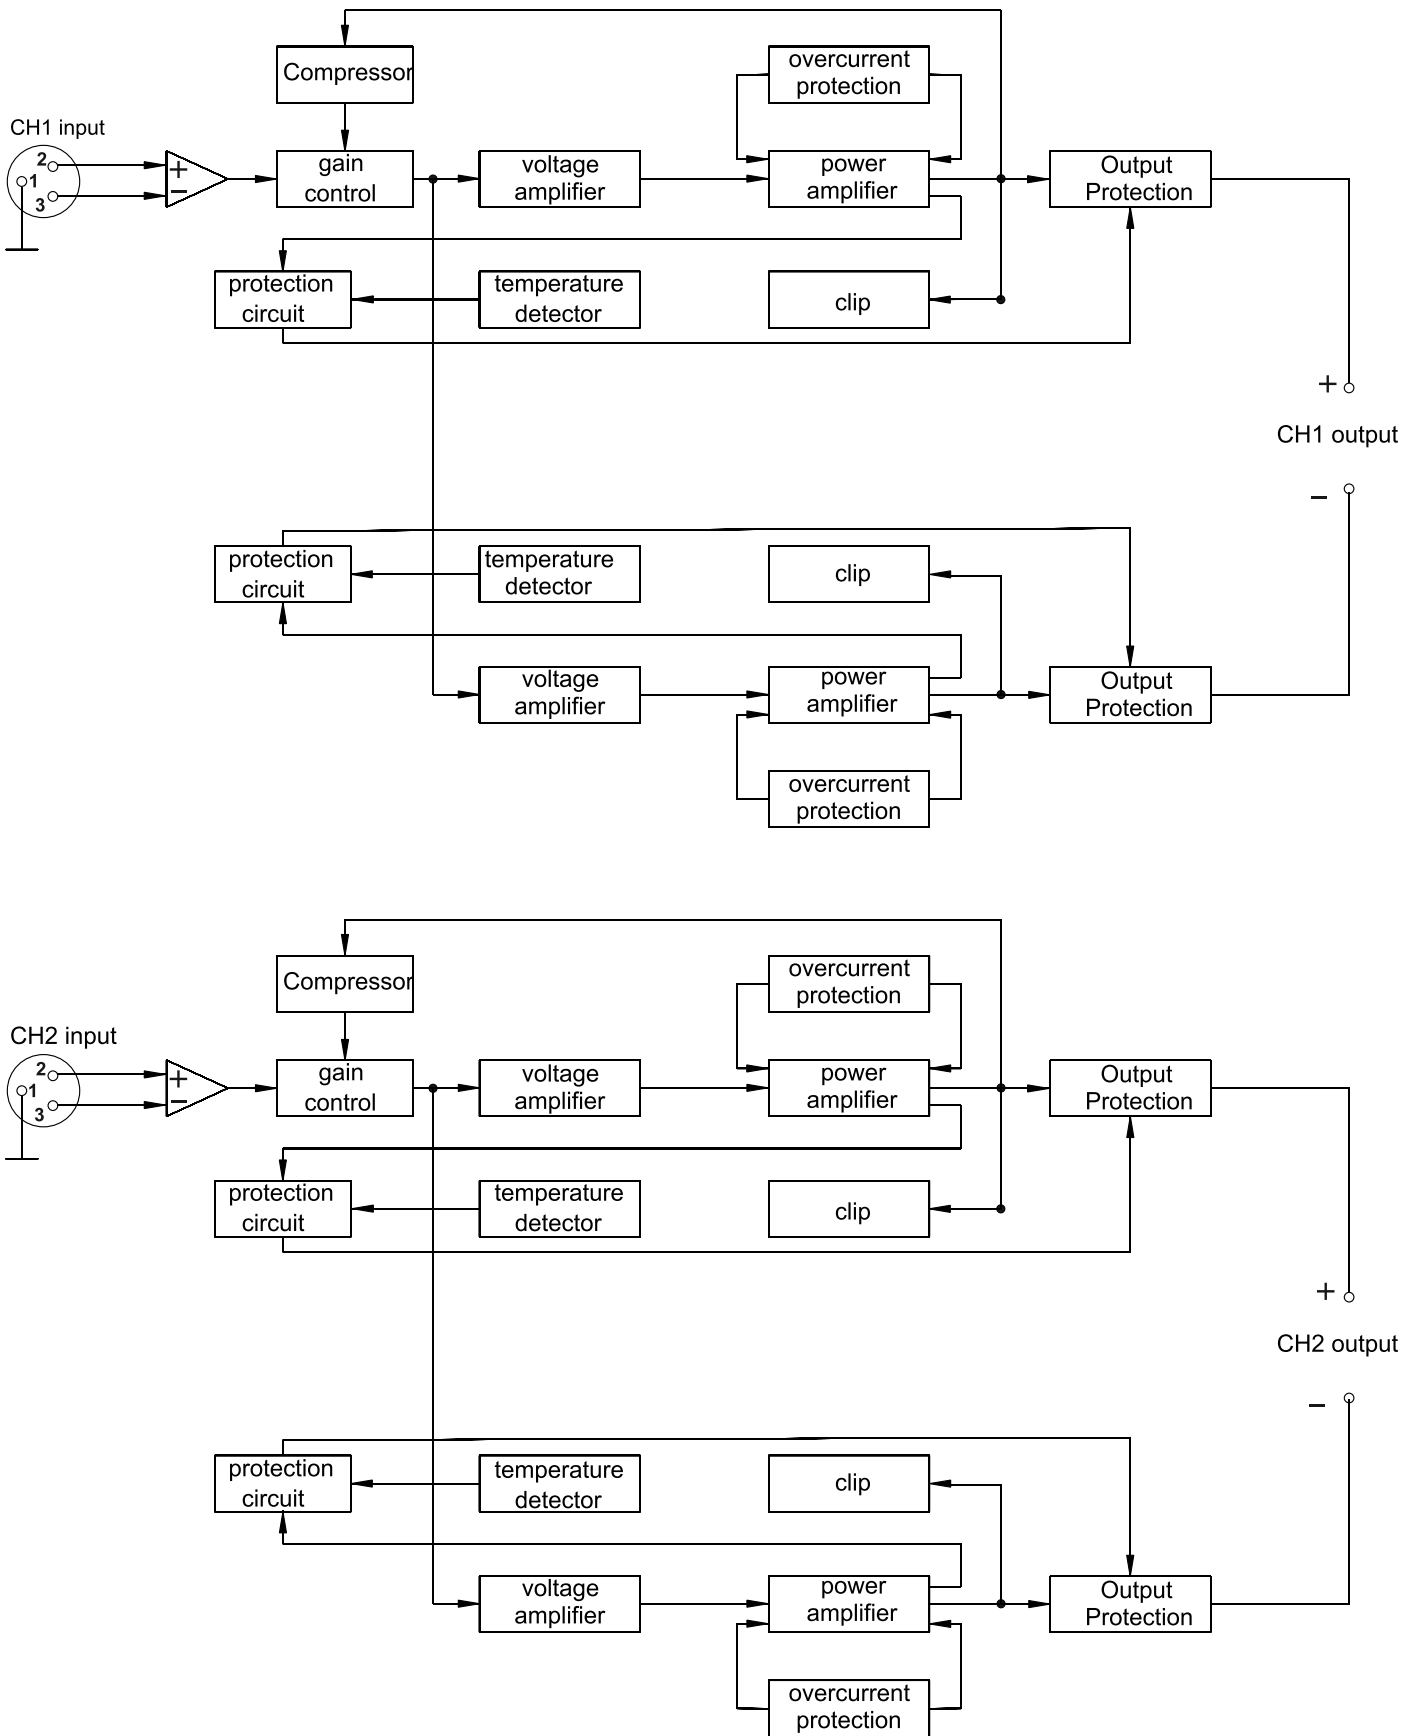 Compressor
overcurrent
protection
CH1 input
2
1
3
+
−
gain
control
voltage
amplifier
power
amplifier
Output
Protection
protection
circuit
temperature
detector
clip
+
CH1 output
−
protection
circuit
temperature
detector
clip
voltage
amplifier
power
amplifier
Output
Protection
overcurrent
protection
Compressor
overcurrent
protection
CH2 input
2
1
3
+
−
gain
control
voltage
amplifier
power
amplifier
Output
Protection
protection
circuit
temperature
detector
clip
+
CH2 output
−
protection
circuit
temperature
detector
clip
voltage
amplifier
power
amplifier
Output
Protection
overcurrent
protection